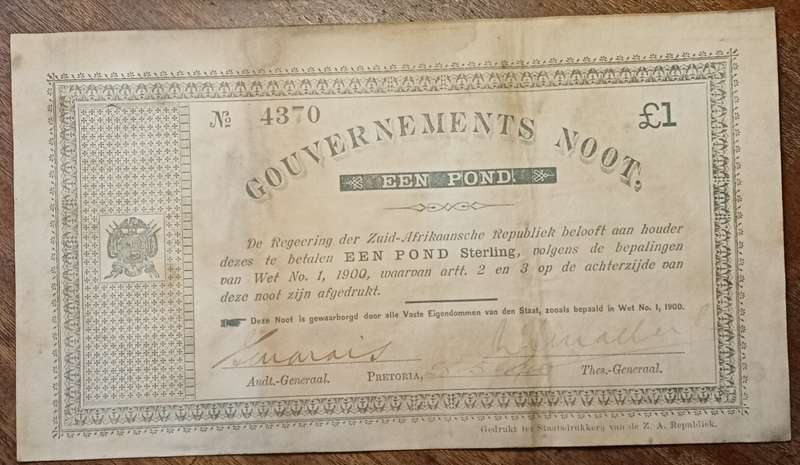 № 4370
£1
GOUVERNEMENTS NOOT,
EEN POND.
De Regeering der Zuid-Afrikaansche Republiek belooft aan houder
dezes te betalen EEN POND Sterling, volgens de bepalingen
van Wet No. 1, 1900, waarvan artt. 2 en 3 op de achterzijde van
deze noot zijn afgedrukt.
Deze Noot is gewaarborgd door alle Vaste Eigendommen van den Staat, zooals bepaald in Wet No. 1, 1900.
Audt.-Generaal. PRETORIA, Thes.-Generaal.
Gedrukt ter Staatsdrukkerij van de Z. A. Republiek.